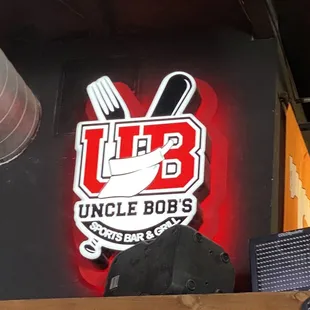 UB
UNCLE BOB'S
SPORTS BAR & GRILL